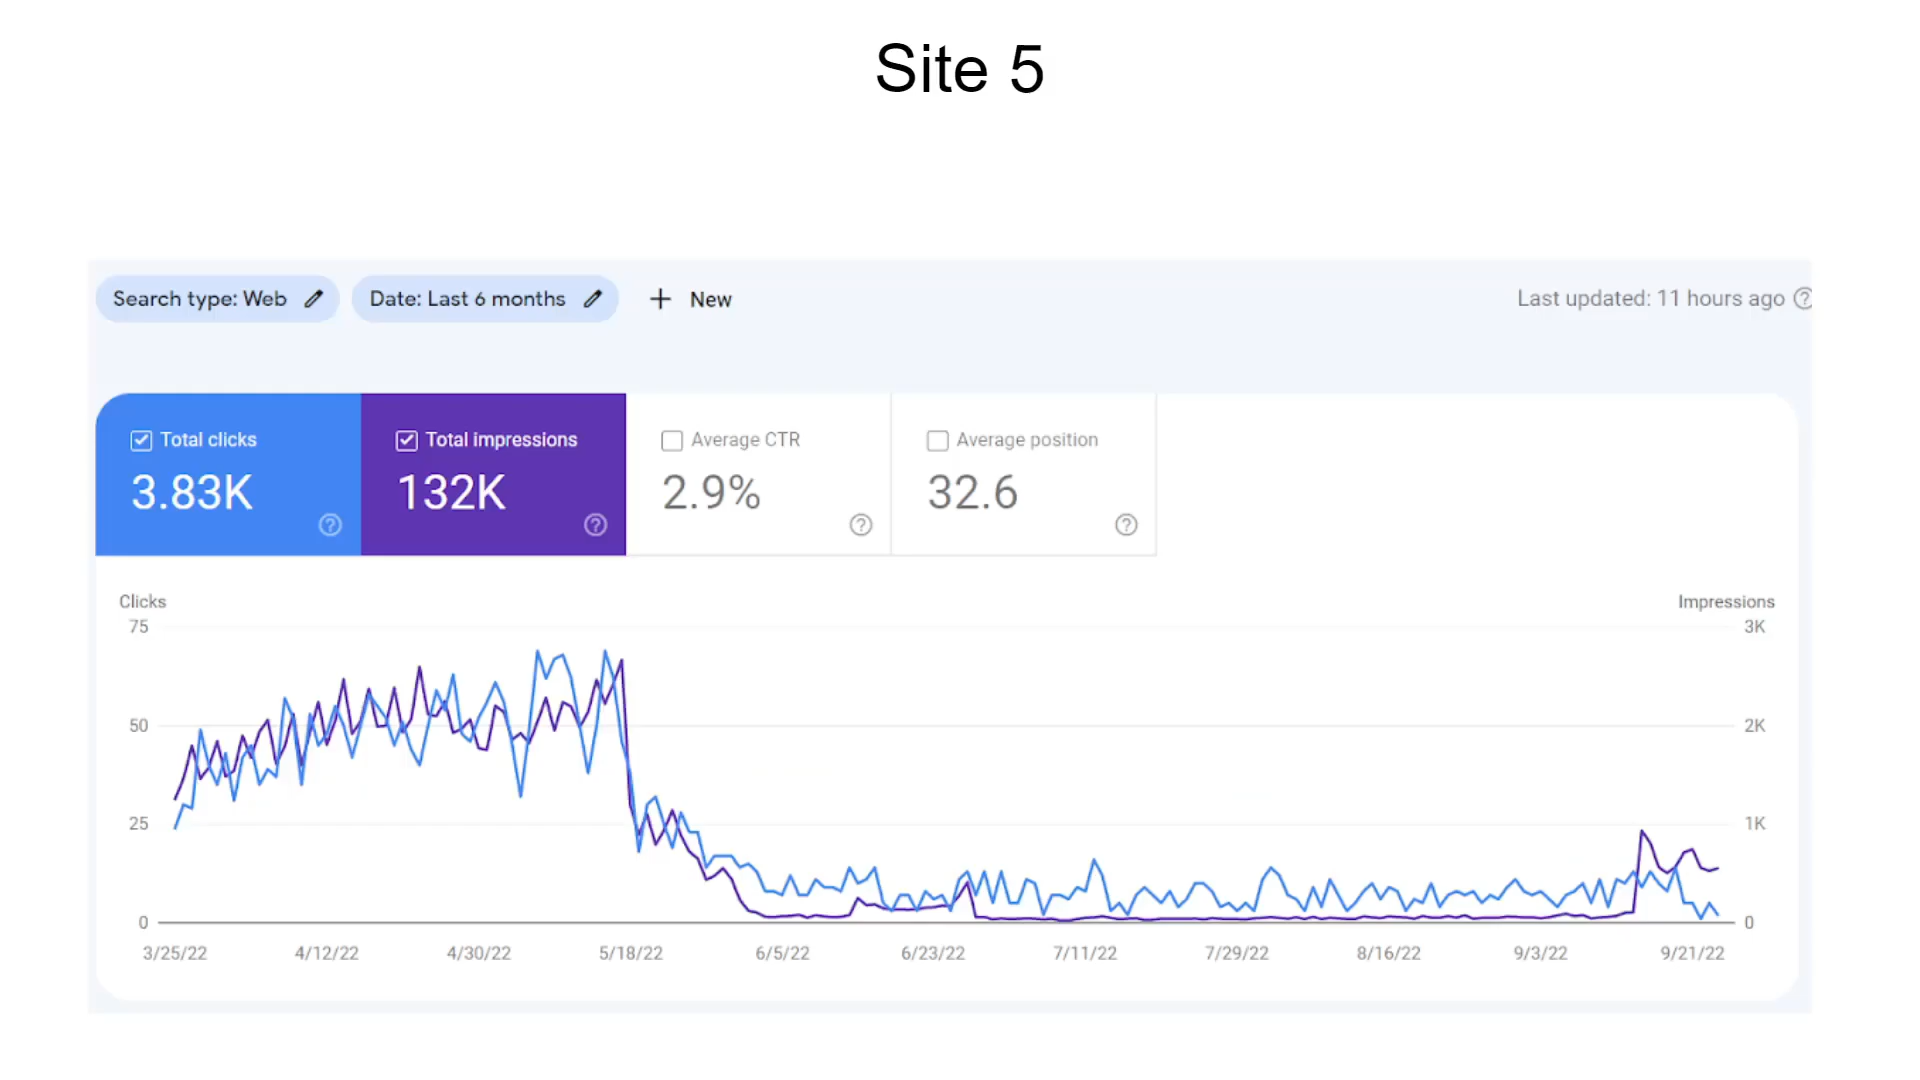 Site 5
Search type: Web
Date: Last 6 months
+ New
Last updated: 11 hours ago
Total clicks
3.83K
Total impressions
132K
Average CTR
2.9%
Average position
32.6
Clicks
Impressions
75
3K
50
2K
25
1K
0
0
3/25/22 4/12/22 4/30/22 5/18/22 6/5/22 6/23/22 7/11/22 7/29/22 8/16/22 9/3/22 9/21/22